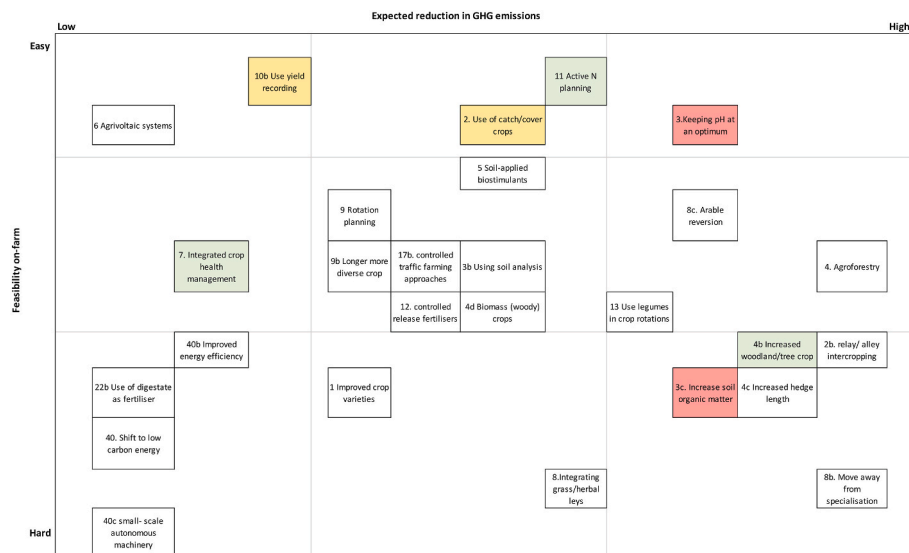 Expected reduction in GHG emissions
Low
High
Easy
10b Use yield
recording
11 Active N
planning
6 Agrivoltaic systems
2. Use of catch/cover
crops
3.Keeping pH at
an optimum
5 Soil-applied
biostimulants
9 Rotation
planning
8c. Arable
reversion
Feasibility on-farm
7. Integrated crop
health
management
9b Longer more
diverse crop
17b. controlled
traffic farming
approaches
3b Using soil analysis
4. Agroforestry
12. controlled
release fertilisers
4d Biomass (woody)
crops
13 Use legumes
in crop rotations
40b Improved
energy efficiency
4b Increased
woodland/tree crop
2b. relay/ alley
intercropping
22b Use of digestate
as fertiliser
1 Improved crop
varieties
3c. Increase soil
organic matter
4c Increased hedge
length
40. Shift to low
carbon energy
8.Integrating
grass/herbal
leys
8b. Move away
from
specialisation
Hard
40c small- scale
autonomous
machinery